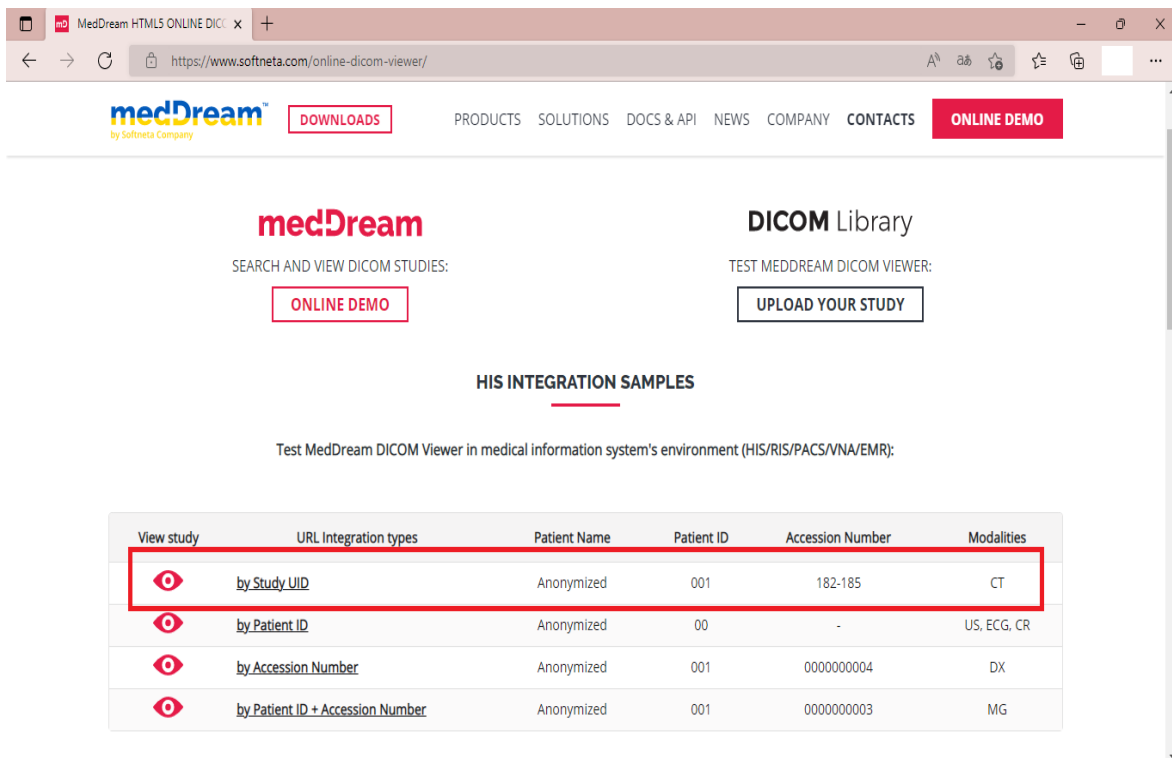 MedDream HTML5 ONLINE DIC
https://www.softneta.com/online-dicom-viewer/
medDream™ DOWNLOADS PRODUCTS SOLUTIONS DOCS & API NEWS COMPANY CONTACTS ONLINE DEMO
by Softneta Company
medDream DICOM Library
SEARCH AND VIEW DICOM STUDIES: TEST MEDDREAM DICOM VIEWER:
ONLINE DEMO UPLOAD YOUR STUDY
HIS INTEGRATION SAMPLES
Test MedDream DICOM Viewer in medical information system's environment (HIS/RIS/PACS/VNA/EMR):
View study URL Integration types Patient Name Patient ID Accession Number Modalities
by Study UID Anonymized 001 182-185 CT
by Patient ID Anonymized 00 - US, ECG, CR
by Accession Number Anonymized 001 0000000004 DX
by Patient ID + Accession Number Anonymized 001 0000000003 MG